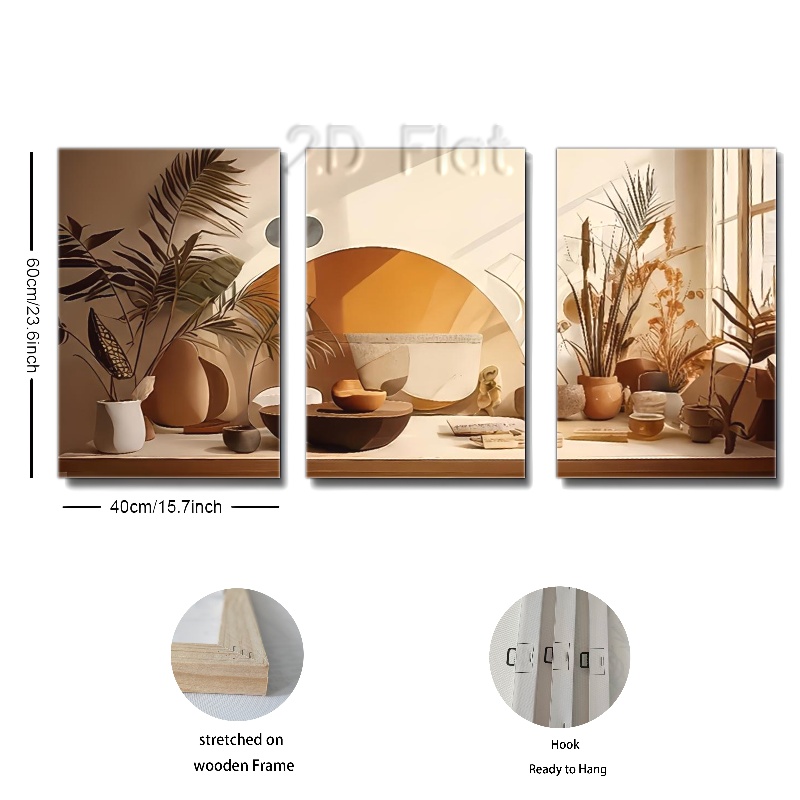 2D Flat
60cm/23.6inch
40cm/15.7inch
stretched on
wooden Frame
Hook
Ready to Hang